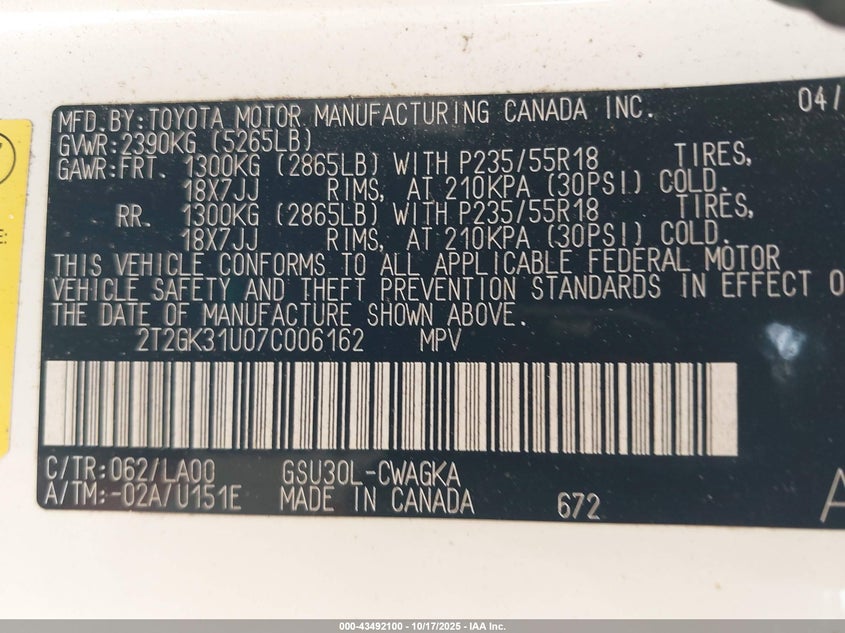 MFD.BY:TOYOTA MOTOR MANUFACTURING CANADA INC. 04/
GVWR:2390KG (5265LB)
GAWR:FRT. 1300KG (2865LB) WITH P235/55R18 TIRES,
18X7JJ RIMS, AT 210KPA (30PSI) COLD.
RR. 1300KG (2865LB) WITH P235/55R18 TIRES,
18X7JJ RIMS, AT 210KPA (30PSI) COLD.
THIS VEHICLE CONFORMS TO ALL APPLICABLE FEDERAL MOTOR
VEHICLE SAFETY AND THEFT PREVENTION STANDARDS IN EFFECT O
THE DATE OF MANUFACTURE SHOWN ABOVE.
2T2GK31U07C006162 MPV
C/TR:062/LA00 GSU30L-CWAGKA
A/TM:-02A/U151E MADE IN CANADA 672 A
000-43492100 - 10/17/2025 - IAA Inc.